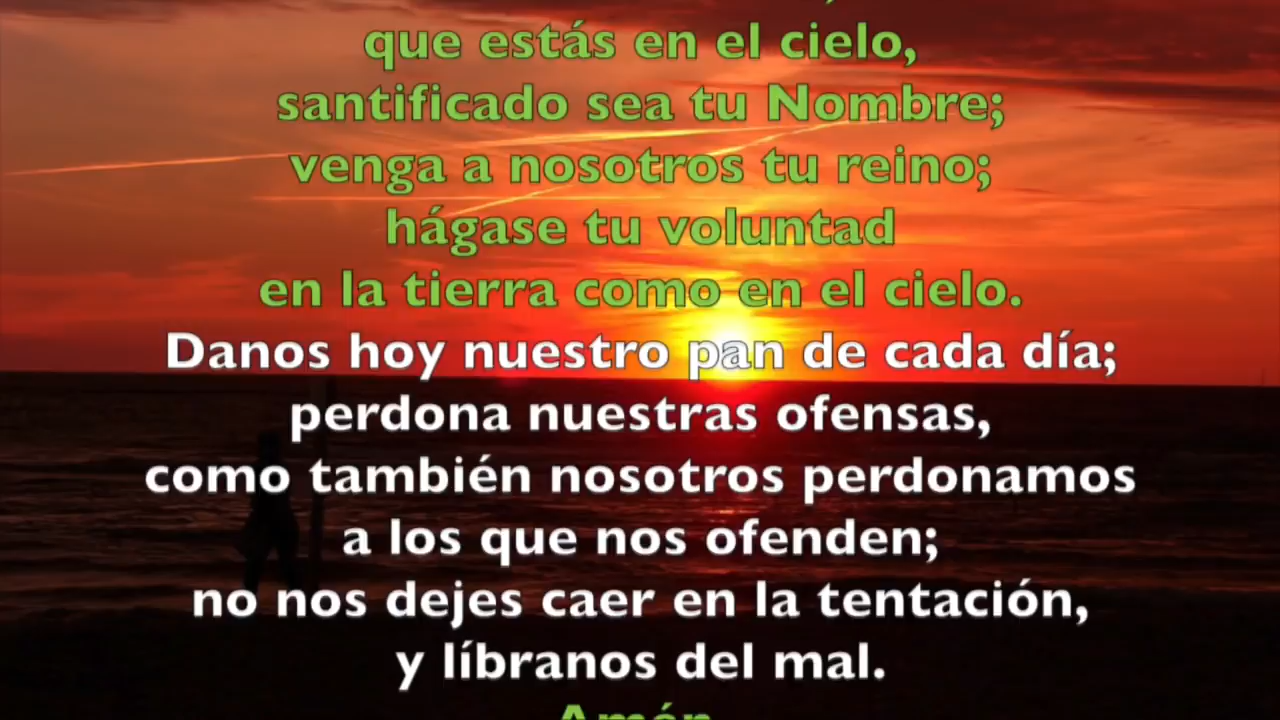 que estás en el cielo,
santificado sea tu Nombre;
venga a nosotros tu reino;
hágase tu voluntad
en la tierra como en el cielo.
Danos hoy nuestro pan de cada día;
perdona nuestras ofensas,
como también nosotros perdonamos
a los que nos ofenden;
no nos dejes caer en la tentación,
y líbranos del mal.
Amén